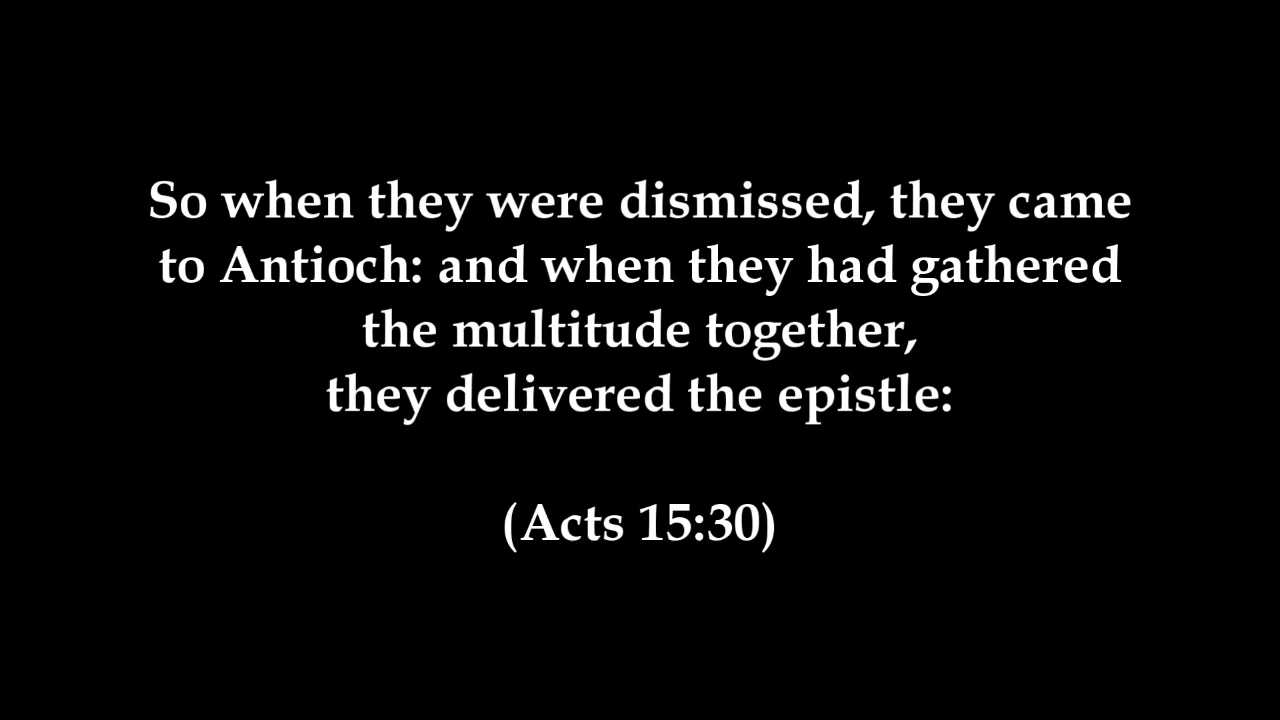 So when they were dismissed, they came
to Antioch: and when they had gathered
the multitude together,
they delivered the epistle:
(Acts 15:30)